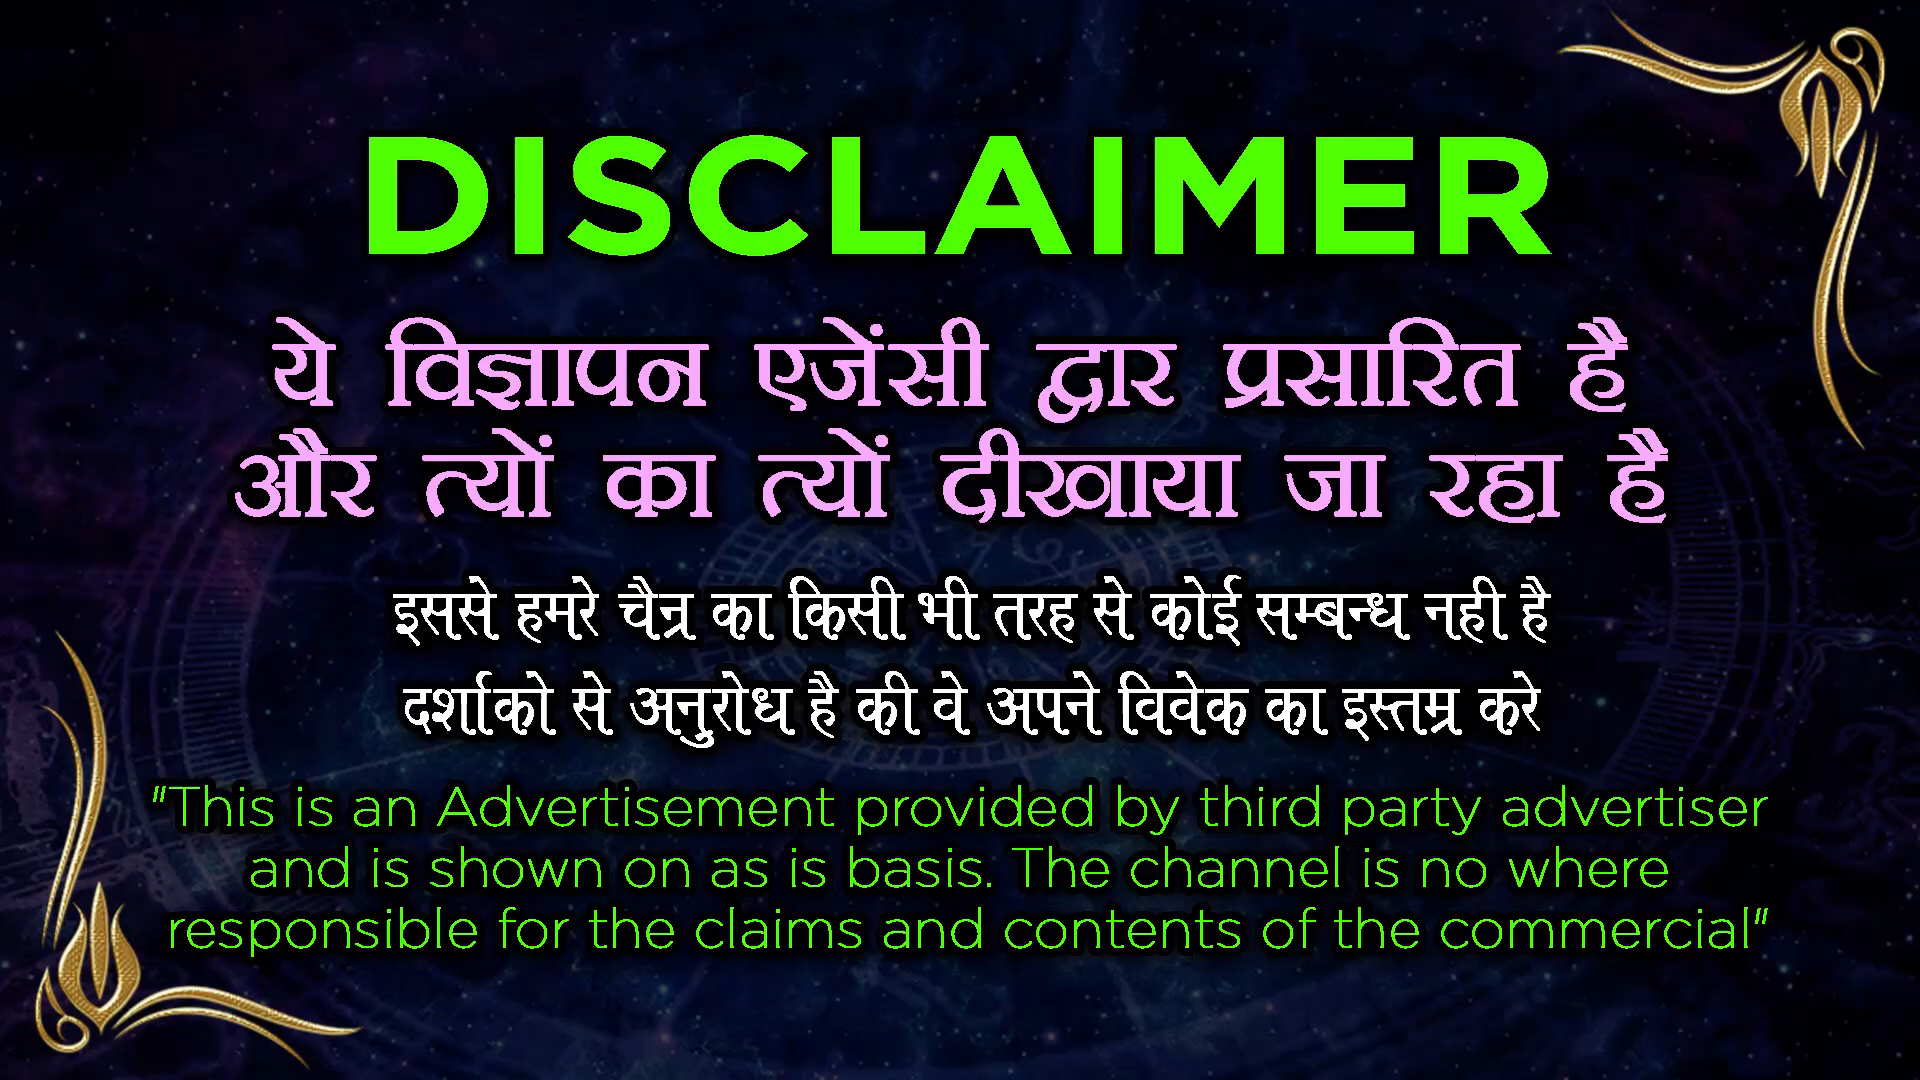 DISCLAIMER
ये विज्ञापन एजेंसी द्वार प्रसारित है
और त्यों का त्यों दीखाया जा रहा है
इससे हमरे चैन्र का किसी भी तरह से कोई सम्बन्ध नही है
दर्शाको से अनुरोध है की वे अपने विवेक का इस्तम्र करे
"This is an Advertisement provided by third party advertiser
and is shown on as is basis. The channel is no where
responsible for the claims and contents of the commercial"